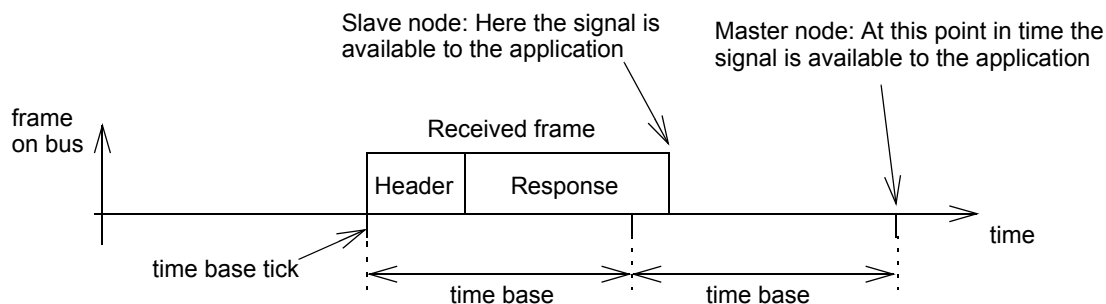 Slave node: Here the signal is
available to the application
Master node: At this point in time the
signal is available to the application
frame
on bus
Received frame
Header
Response
time
time base tick
time base
time base